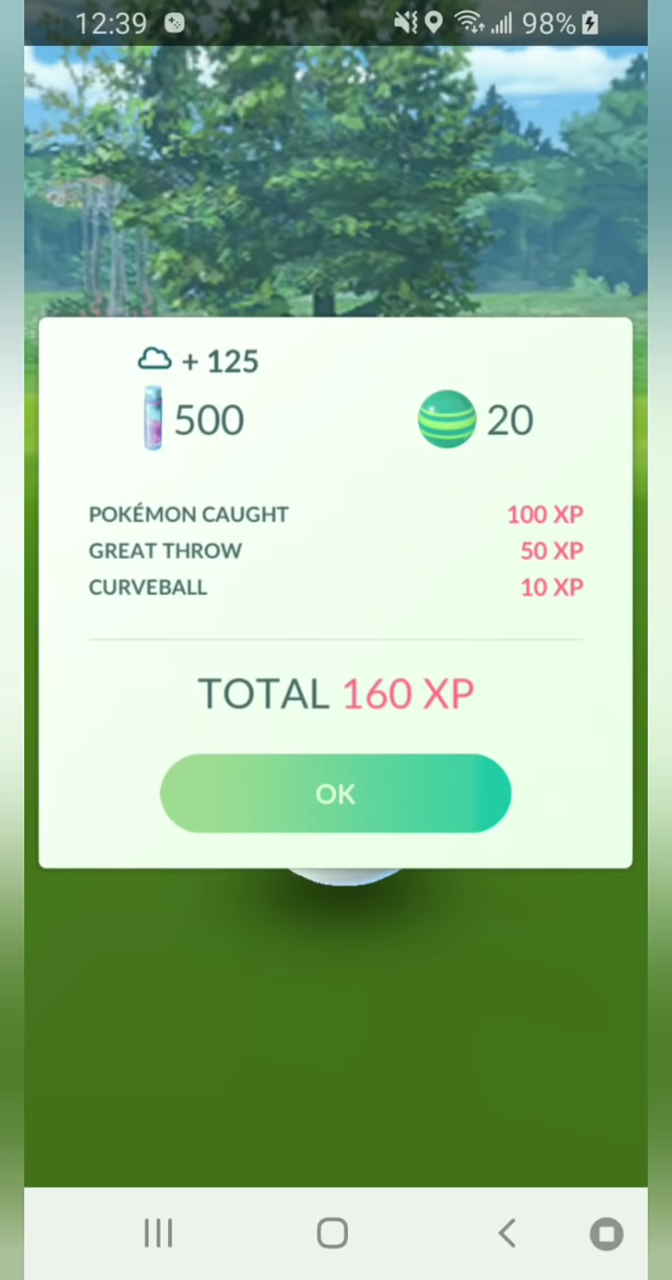 12:39 98%
+ 125
500 20
POKÉMON CAUGHT 100 XP
GREAT THROW 50 XP
CURVEBALL 10 XP
TOTAL 160 XP
OK